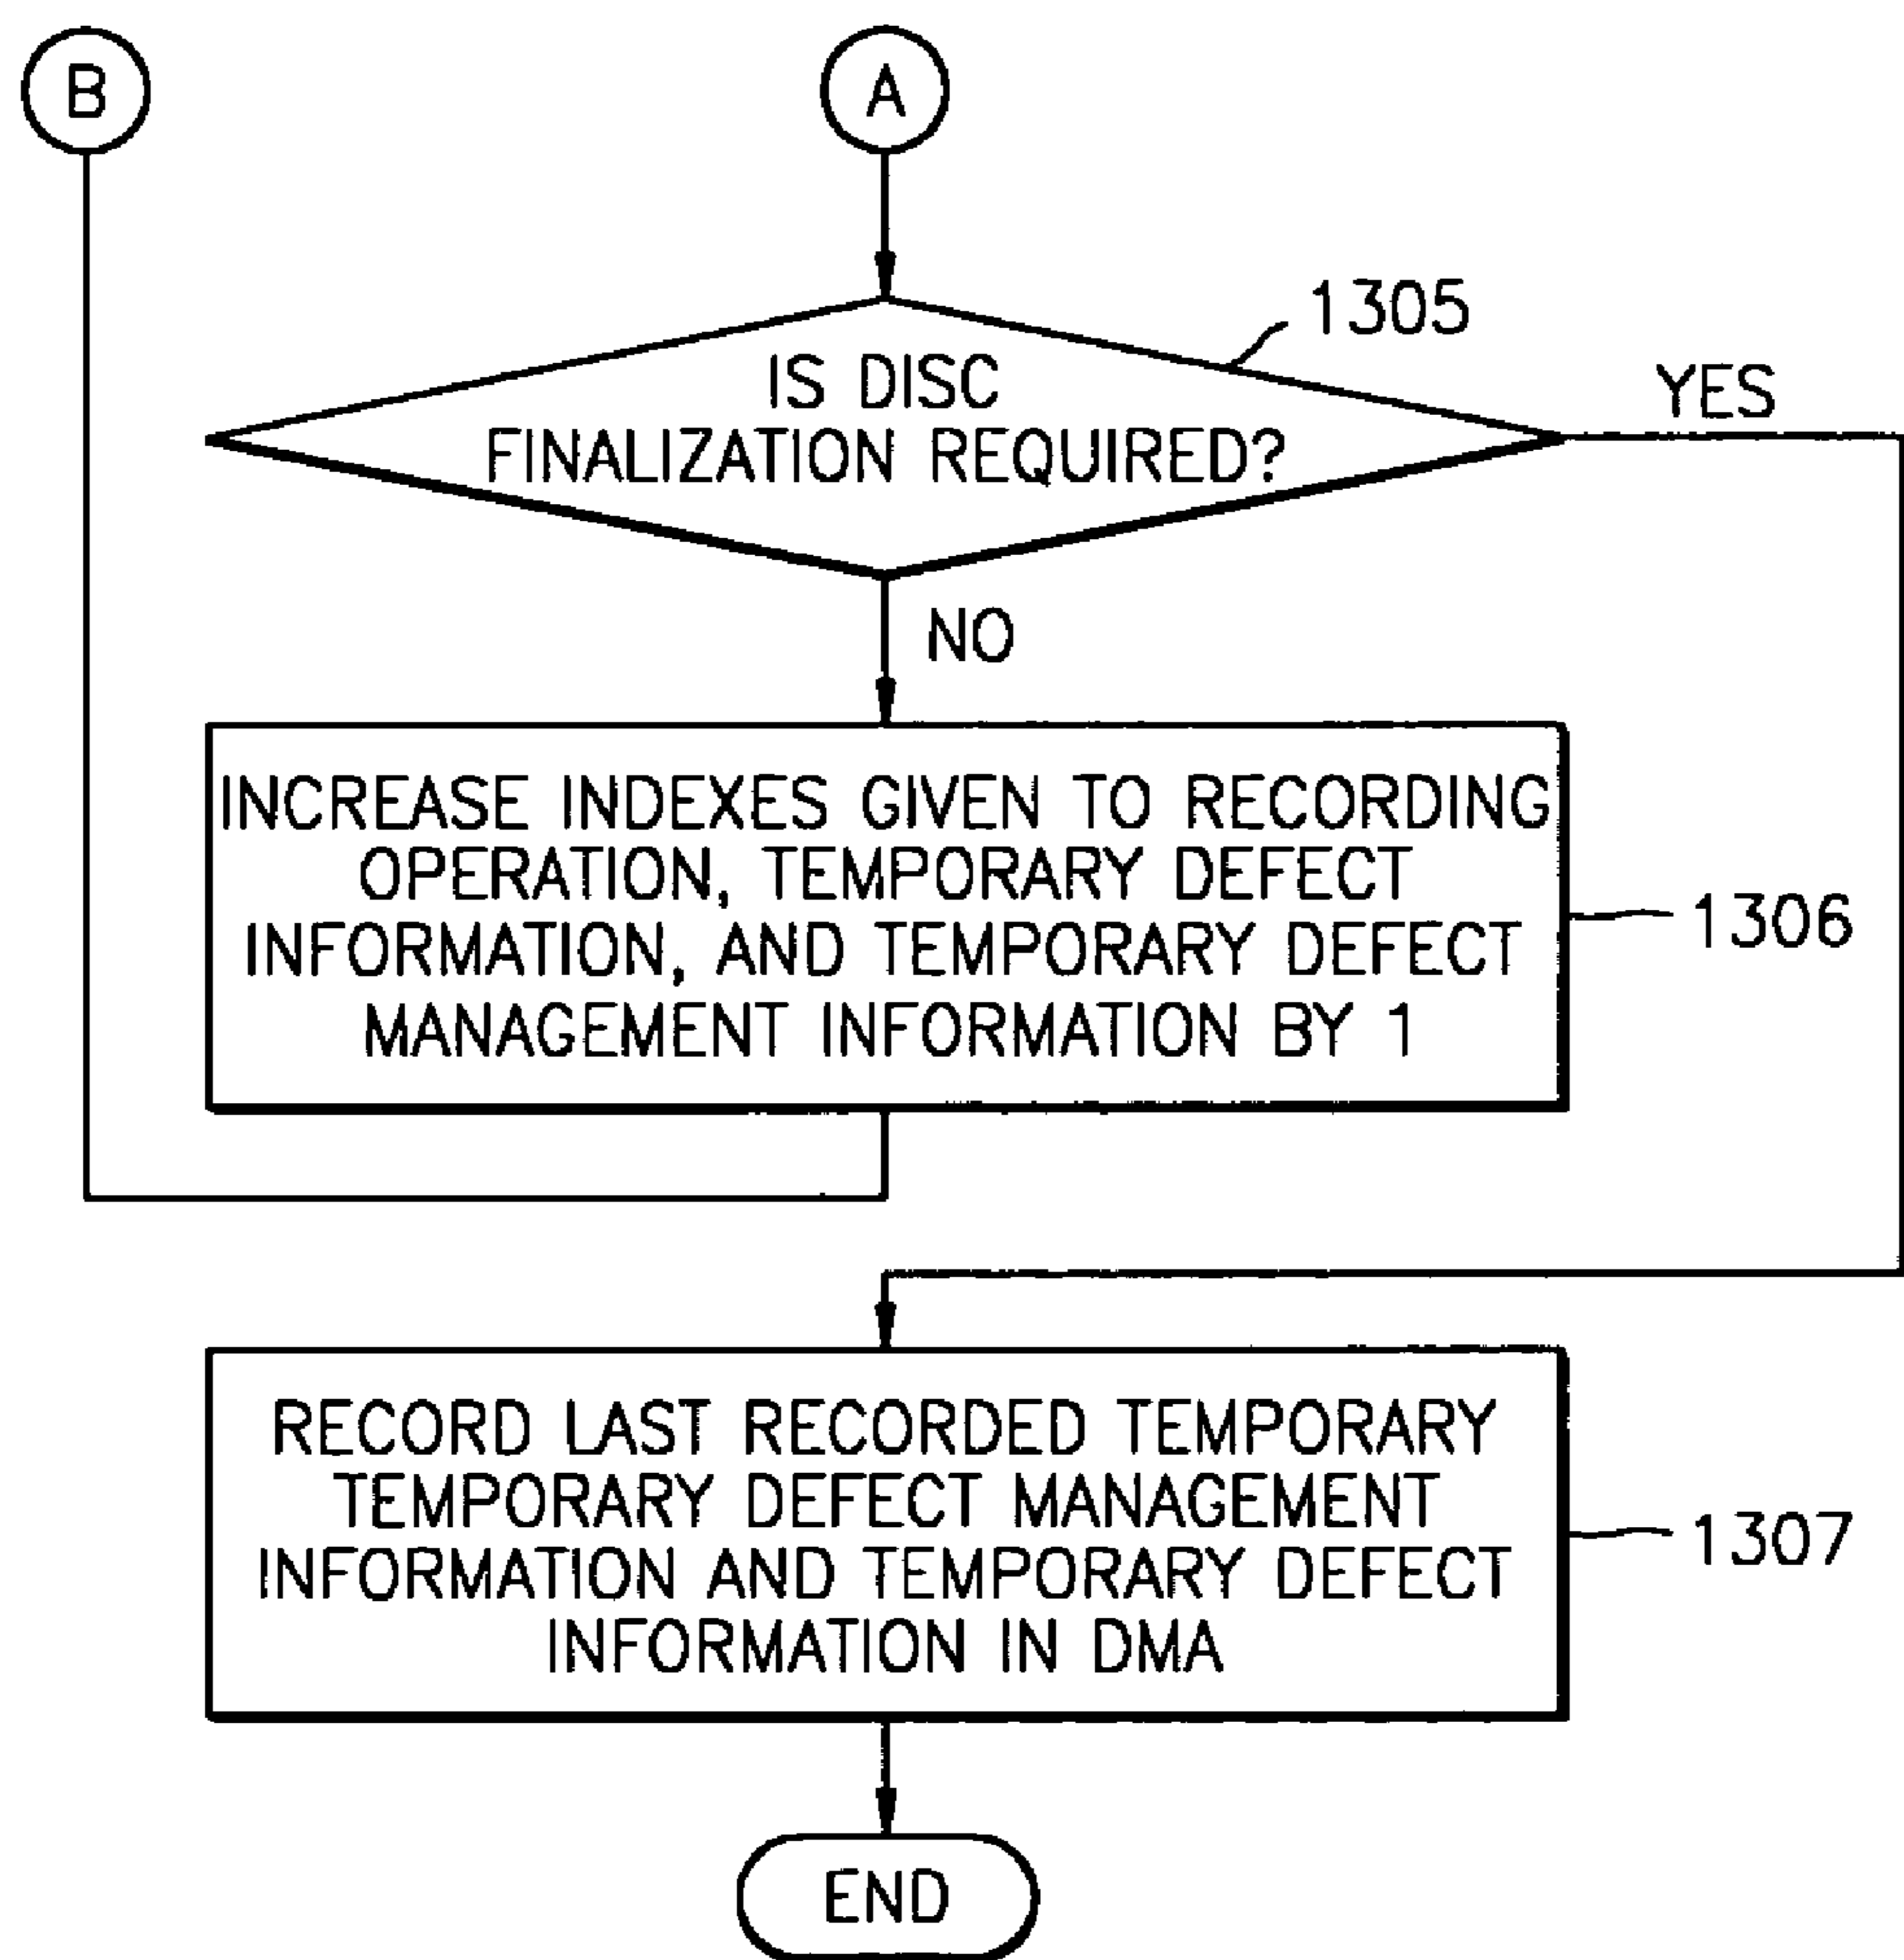 B
A
1305
IS DISC
FINALIZATION REQUIRED?
YES
NO
INCREASE INDEXES GIVEN TO RECORDING
OPERATION, TEMPORARY DEFECT
INFORMATION, AND TEMPORARY DEFECT
MANAGEMENT INFORMATION BY 1
1306
RECORD LAST RECORDED TEMPORARY
TEMPORARY DEFECT MANAGEMENT
INFORMATION AND TEMPORARY DEFECT
INFORMATION IN DMA
1307
END